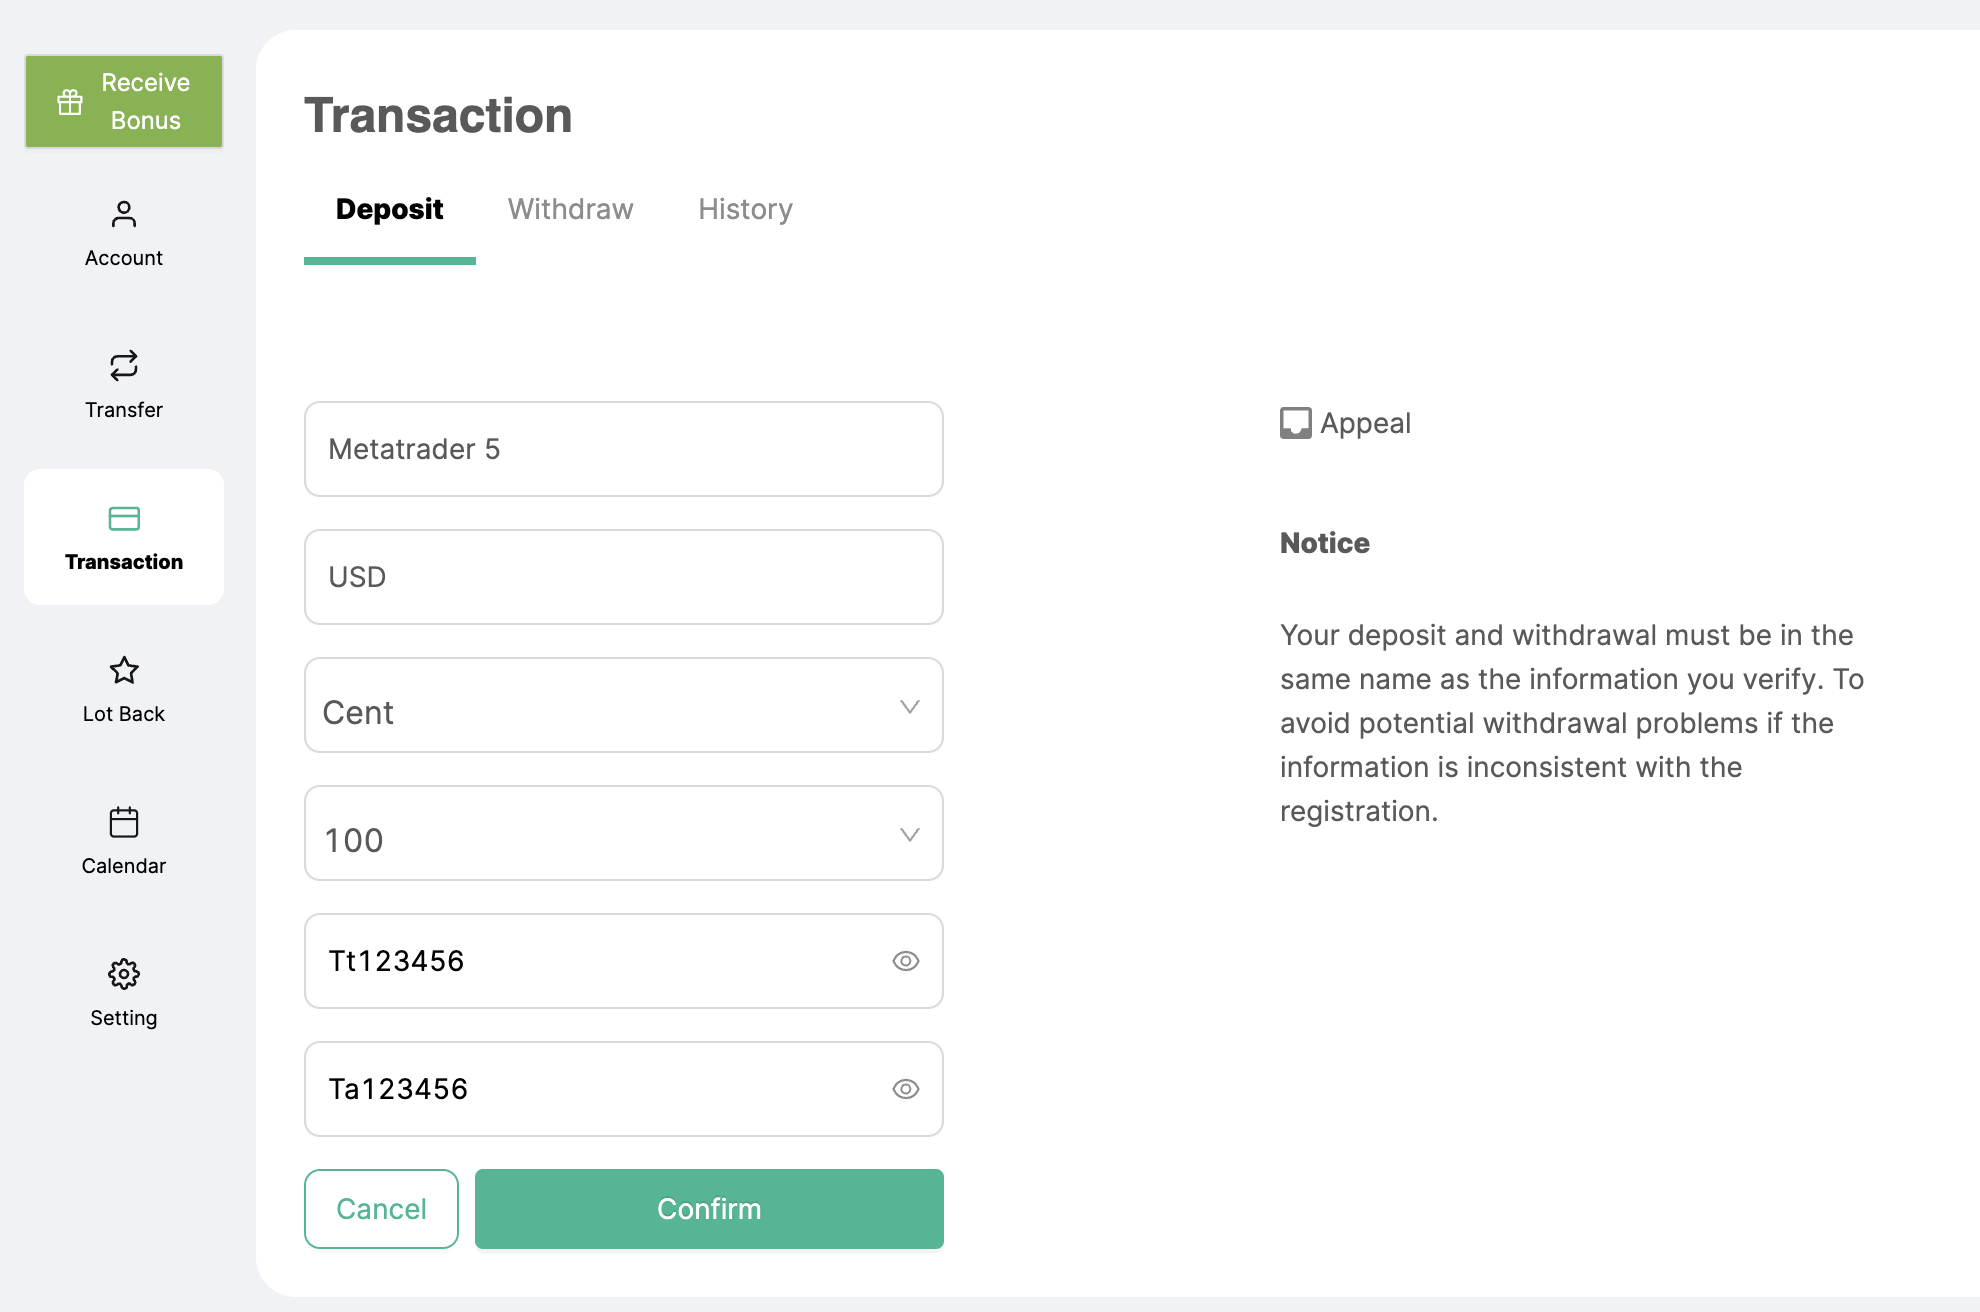 Receive
Bonus
Account
Transfer
Transaction
Lot Back
Calendar
Setting
Transaction
Deposit
Withdraw
History
Metatrader 5
USD
Cent
100
Tt123456
Ta123456
Cancel
Confirm
Appeal
Notice
Your deposit and withdrawal must be in the
same name as the information you verify. To
avoid potential withdrawal problems if the
information is inconsistent with the
registration.